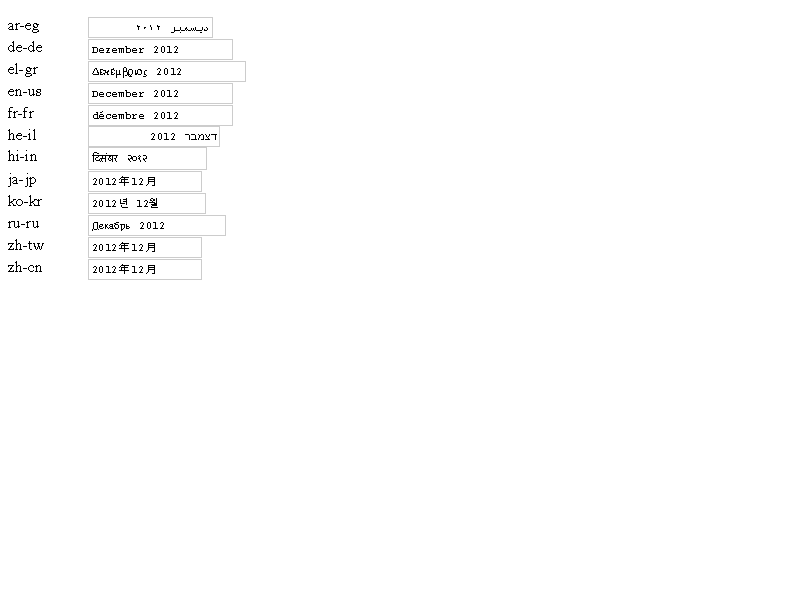 ar-eg ديسمبر ٢٠١٢
de-de Dezember 2012
el-gr Δεκέμβριος 2012
en-us December 2012
fr-fr décembre 2012
he-il דצמבר 2012
hi-in दिसंबर २०१२
ja-jp 2012年12月
ko-kr 2012년 12월
ru-ru Декабрь 2012
zh-tw 2012年12月
zh-cn 2012年12月